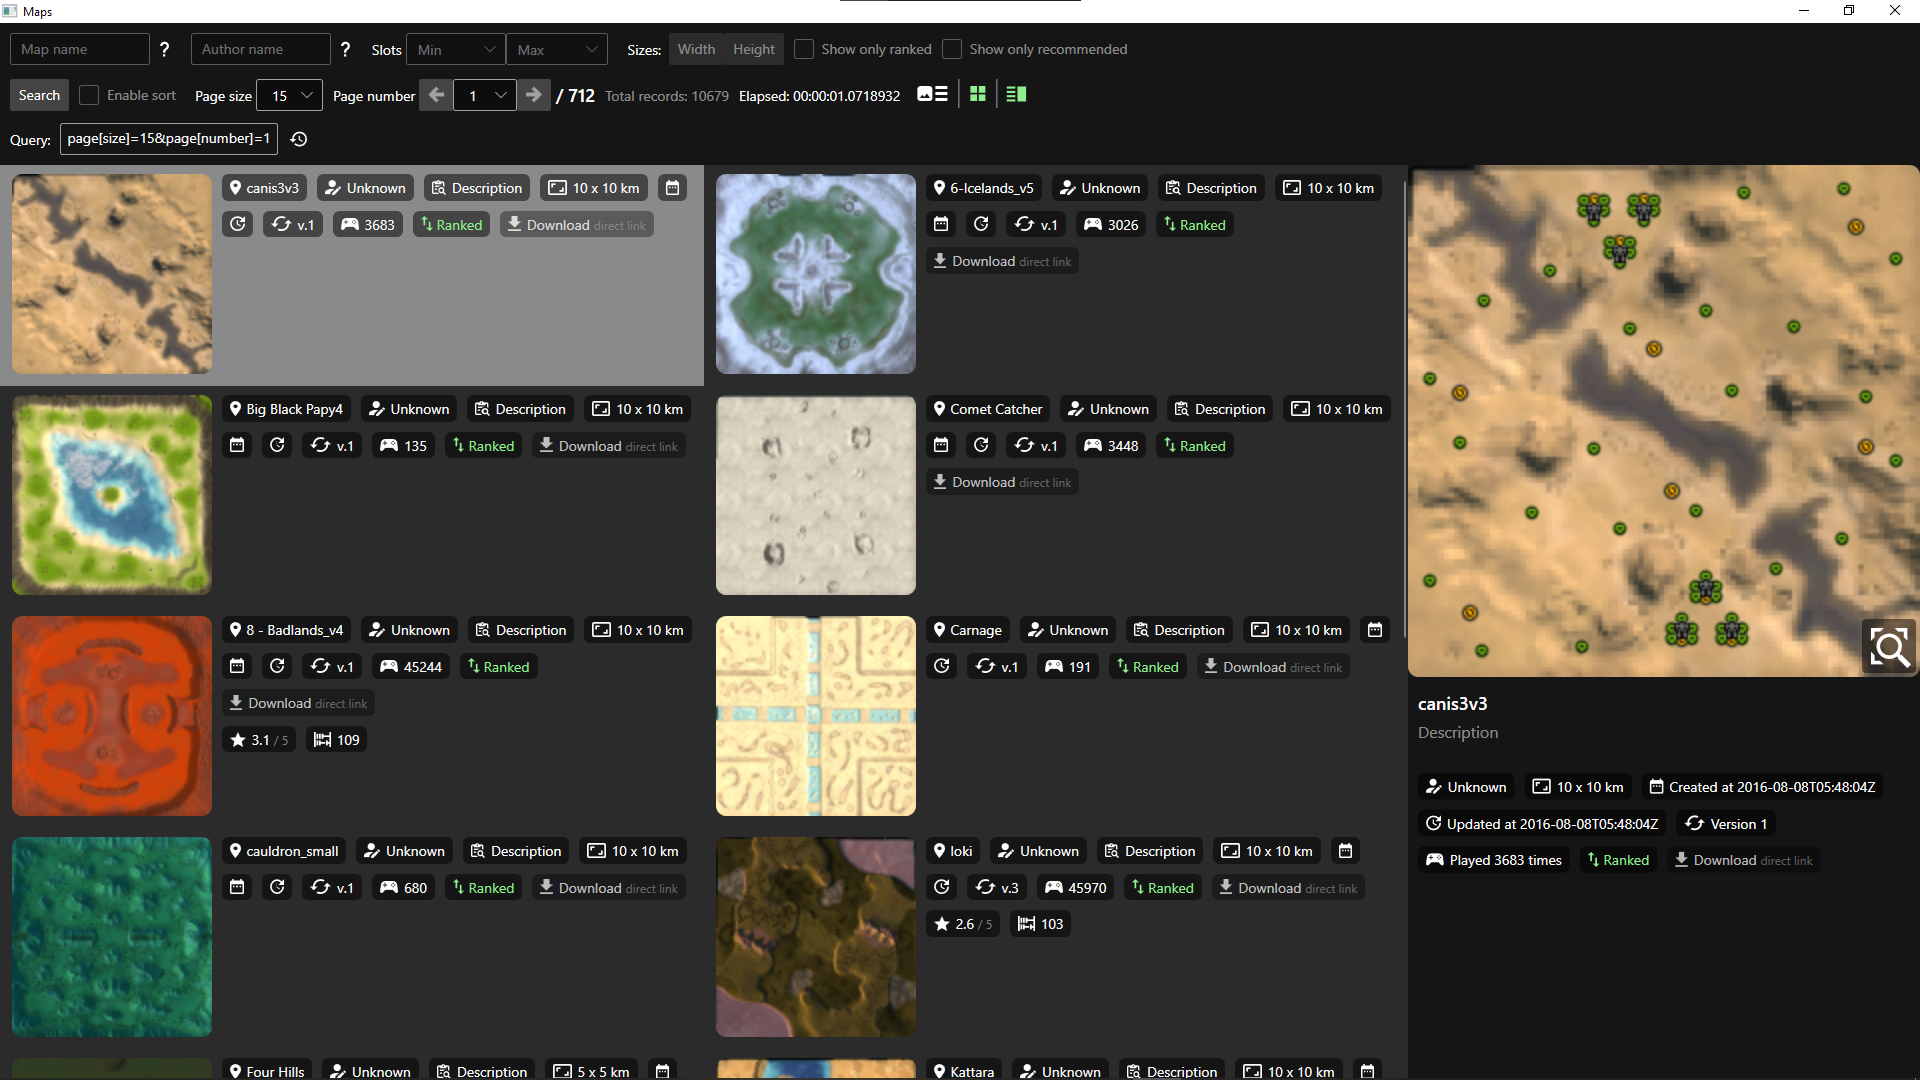 Maps
Map name ? Author name ? Slots Min Max Sizes: Width Height Show only ranked Show only recommended
Search Enable sort Page size 15 Page number 1 / 712 Total records: 10679 Elapsed: 00:00:01.0718932
Query: page[size]=15&page[number]=1
canis3v3 Unknown Description 10 x 10 km
v.1 3683 Ranked Download direct link
6-Icelands_v5 Unknown Description 10 x 10 km
v.1 3026 Ranked
Download direct link
Big Black Papy4 Unknown Description 10 x 10 km
v.1 135 Ranked Download direct link
Comet Catcher Unknown Description 10 x 10 km
v.1 3448 Ranked
Download direct link
8 - Badlands_v4 Unknown Description 10 x 10 km
v.1 45244 Ranked
Download direct link
3.1 / 5 109
Carnage Unknown Description 10 x 10 km
v.1 191 Ranked Download direct link
cauldron_small Unknown Description 10 x 10 km
v.1 680 Ranked Download direct link
loki Unknown Description 10 x 10 km
v.3 45970 Ranked Download direct link
2.6 / 5 103
Four Hills Unknown Description 5 x 5 km
Kattara Unknown Description 10 x 10 km
canis3v3
Description
Unknown 10 x 10 km Created at 2016-08-08T05:48:04Z
Updated at 2016-08-08T05:48:04Z Version 1
Played 3683 times Ranked Download direct link